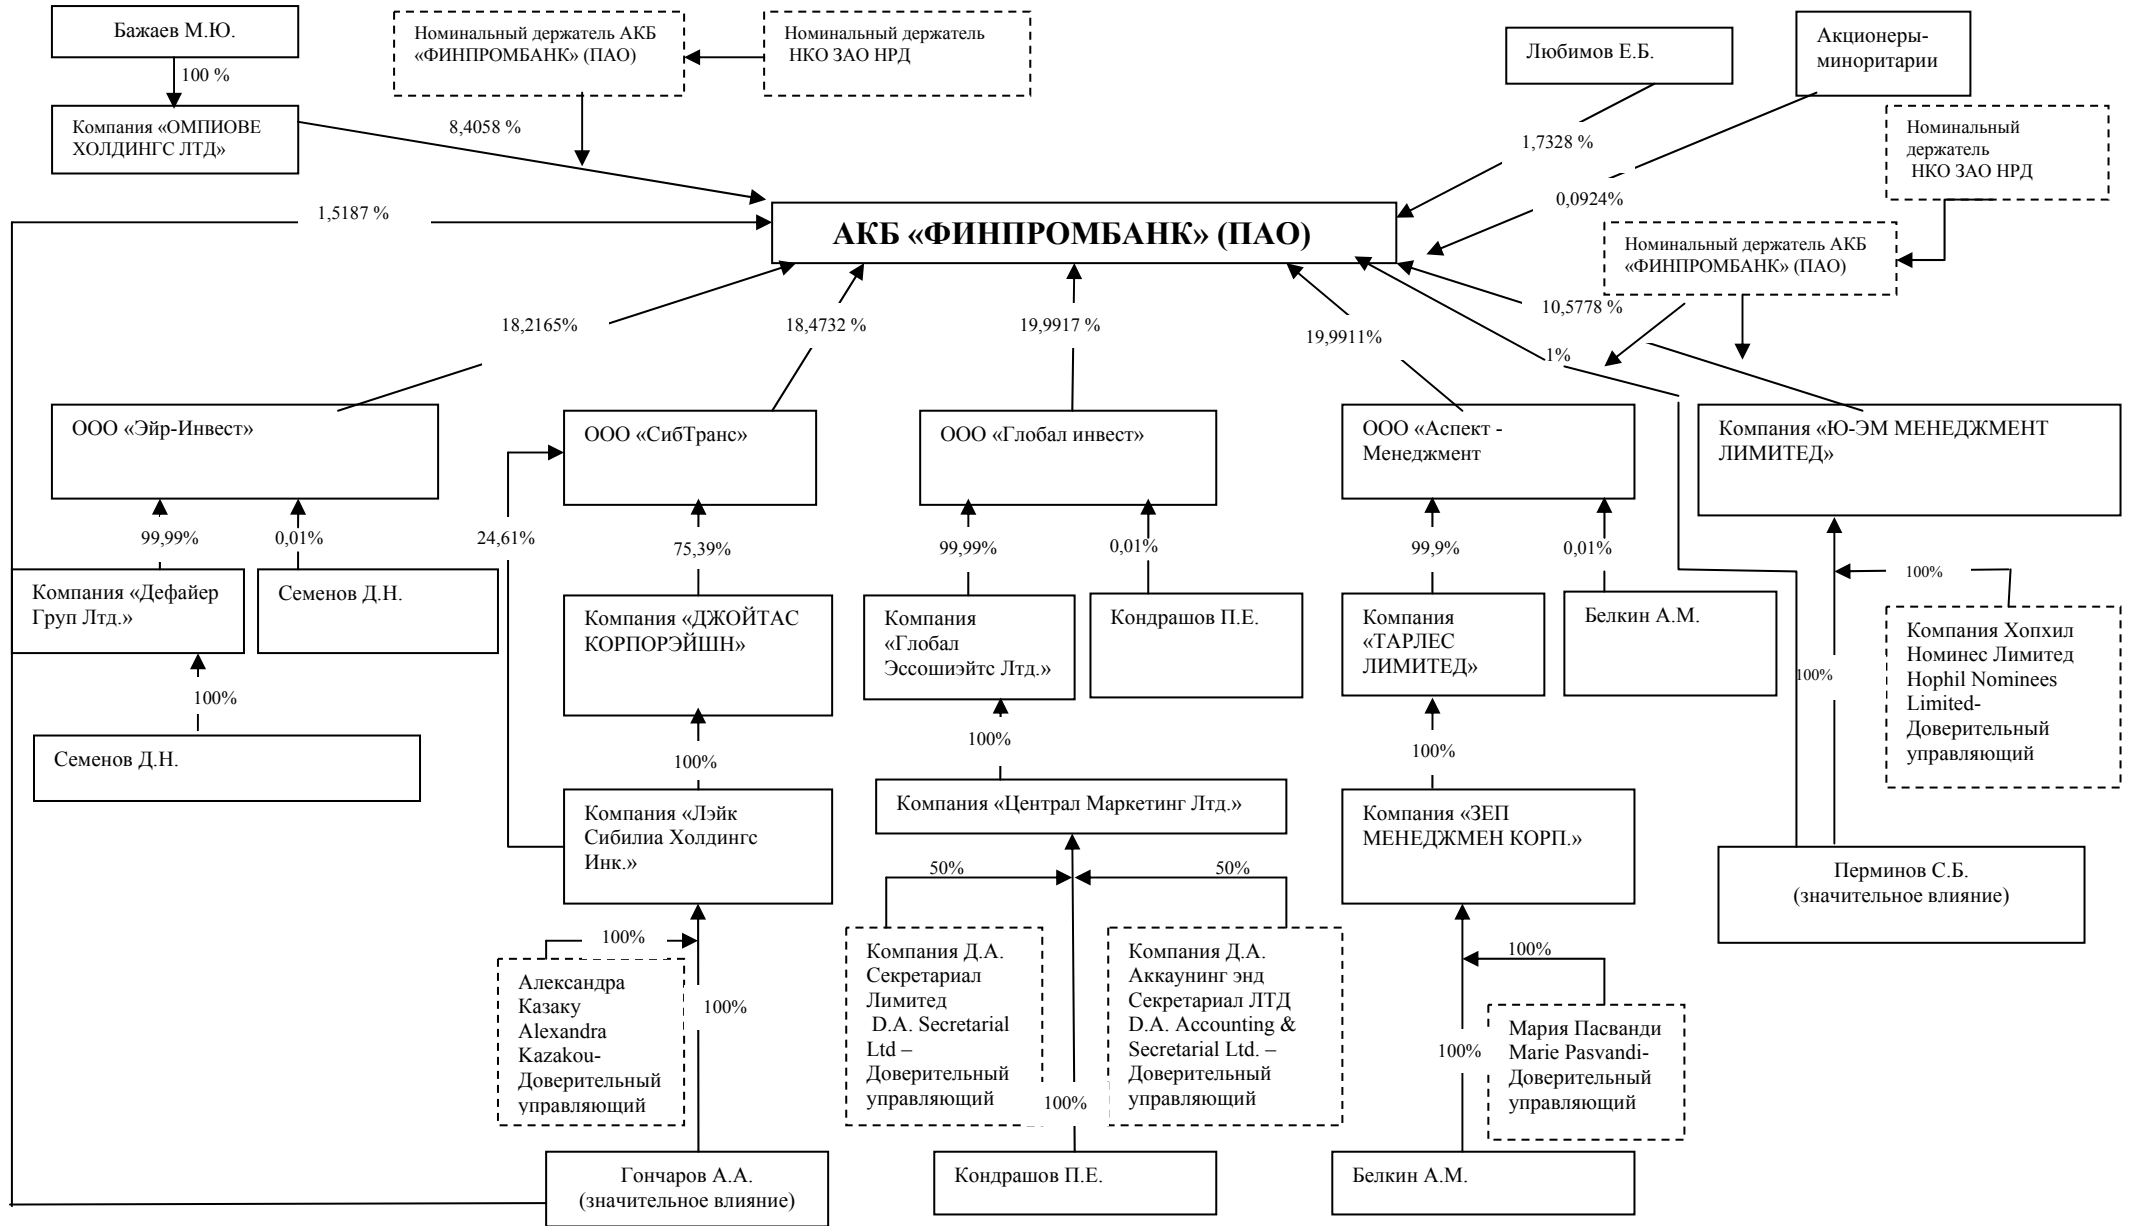 Бажаев М.Ю.
Номинальный держатель АКБ
«ФИНПРОМБАНК» (ПАО)
Номинальный держатель
НКО ЗАО НРД
Любимов Е.Б.
Акционеры-
миноритарии
100 %
Компания «ОМПИОВЕ
ХОЛДИНГС ЛТД»
8,4058 %
1,7328 %
Номинальный
держатель
НКО ЗАО НРД
1,5187 %
0,0924%
АКБ «ФИНПРОМБАНК» (ПАО)
Номинальный держатель АКБ
«ФИНПРОМБАНК» (ПАО)
18,2165%
18,4732 %
19,9917 %
19,9911%
10,5778 %
1%
ООО «Эйр-Инвест»
ООО «СибТранс»
ООО «Глобал инвест»
ООО «Аспект -
Менеджмент
Компания «Ю-ЭМ МЕНЕДЖМЕНТ
ЛИМИТЕД»
99,99%
0,01%
24,61%
75,39%
99,99%
0,01%
99,9%
0,01%
100%
Компания «Дефайер
Груп Лтд.»
Семенов Д.Н.
Компания «ДЖОЙТАС
КОРПОРЭЙШН»
Компания
«Глобал
Эссошиэйтс Лтд.»
Кондрашов П.Е.
Компания
«ТАРЛЕС
ЛИМИТЕД»
Белкин А.М.
Компания Хопхил
Номинес Лимитед
Hophil Nominees
Limited-
Доверительный
управляющий
100%
100%
Семенов Д.Н.
100%
100%
100%
Компания «Лэйк
Сибилиа Холдингс
Инк.»
Компания «Централ Маркетинг Лтд.»
Компания «ЗЕП
МЕНЕДЖМЕН КОРП.»
Перминов С.Б.
(значительное влияние)
50%
50%
100%
Александра
Казаку
Alexandra
Kazakou-
Доверительный
управляющий
100%
Компания Д.А.
Секретариал
Лимитед
D.A. Secretarial
Ltd –
Доверительный
управляющий
100%
Компания Д.А.
Аккаунинг энд
Секретариал ЛТД
D.A. Accounting &
Secretarial Ltd. –
Доверительный
управляющий
100%
100%
Мария Пасванди
Marie Pasvandi-
Доверительный
управляющий
Гончаров А.А.
(значительное влияние)
Кондрашов П.Е.
Белкин А.М.